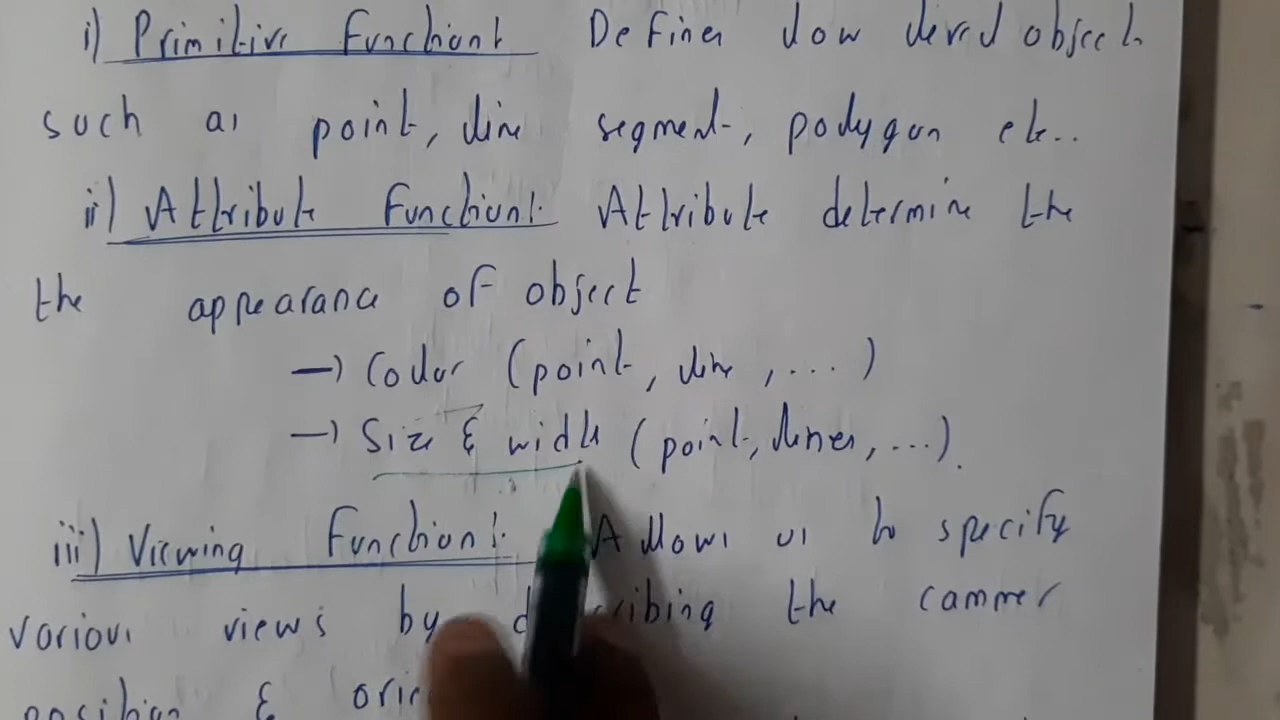 i) Primitive Functions Defines low level objects
such as point, line segment, polygon etc..
ii) Attribute Functions: Attribute determine the
the appearance of object
→ Color (point, line, ...)
→ Size & width (point, lines, ...).
iii) Viewing Functions: Allows us to specify
various views by describing the cammer
position &